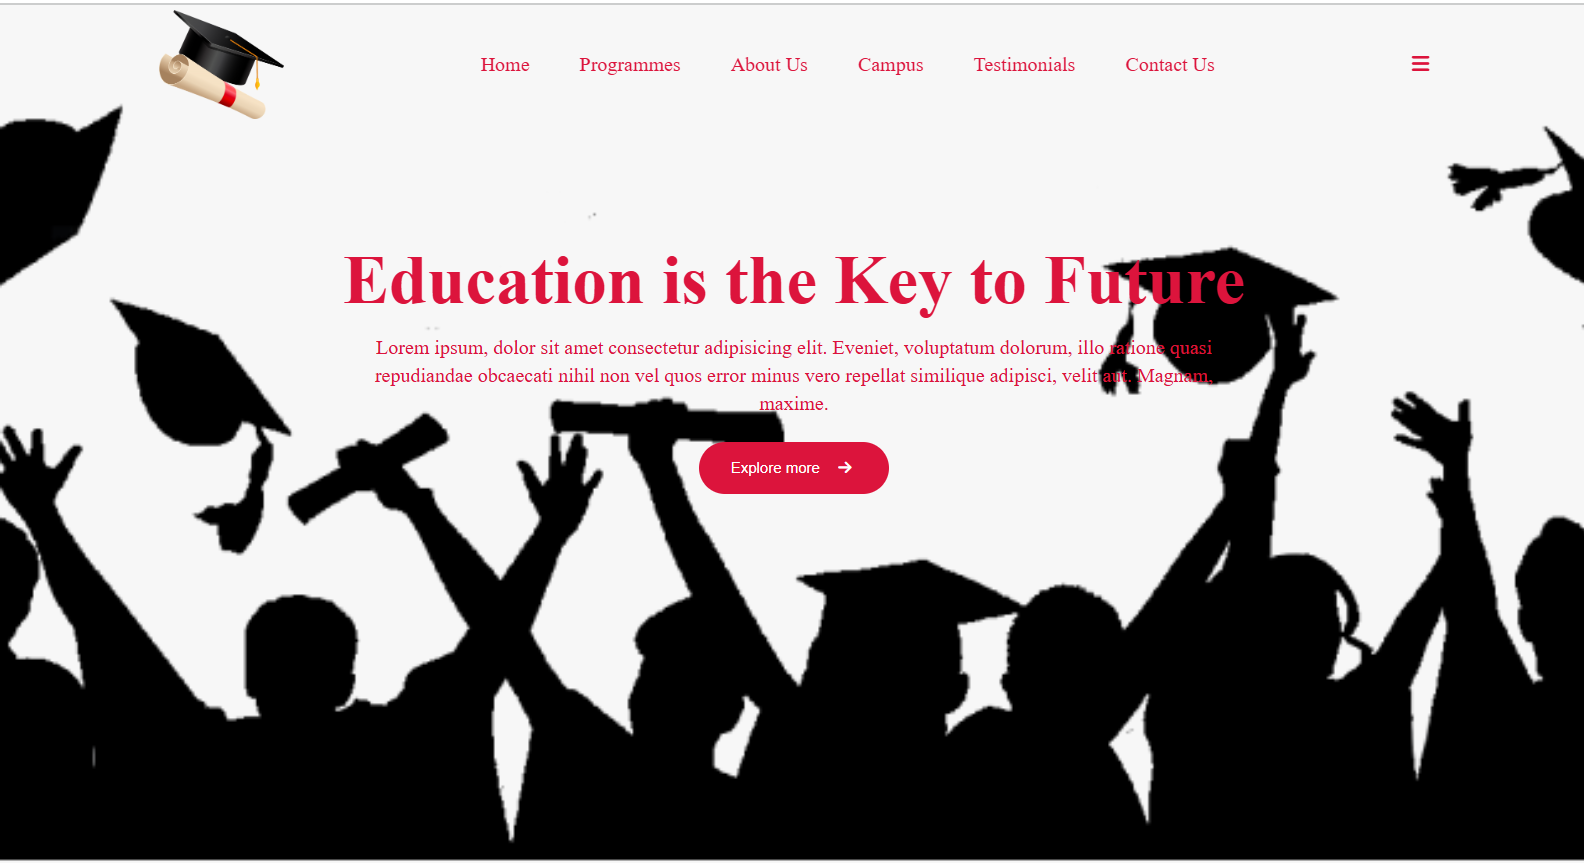 Home Programmes About Us Campus Testimonials Contact Us
Education is the Key to Future
Lorem ipsum, dolor sit amet consectetur adipisicing elit. Eveniet, voluptatum dolorum, illo ratione quasi
repudiandae obcaecati nihil non vel quos error minus vero repellat similique adipisci, velit aut. Magnam,
maxime.
Explore more